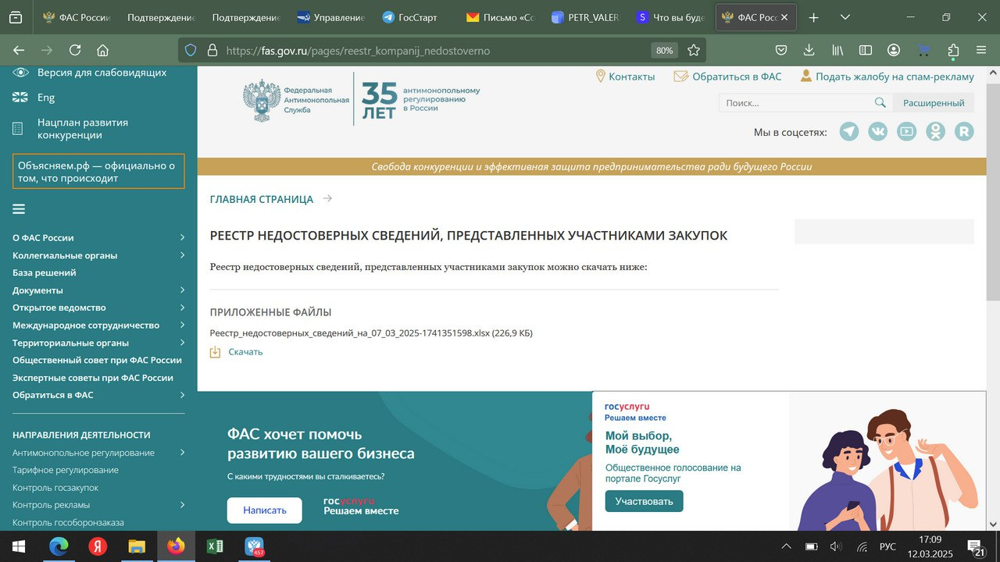 ФАС России
Подтверждение
Подтверждение
Управление
ГосСтарт
Письмо «Сс
PETR_VALER
Что вы буде
ФАС Росс
https://fas.gov.ru/pages/reestr_kompanij_nedostoverno
80%
Версия для слабовидящих
Eng
Нацплан развития
конкуренции
Объясняем.рф — официально о
том, что происходит
О ФАС России
Коллегиальные органы
База решений
Документы
Открытое ведомство
Международное сотрудничество
Территориальные органы
Общественный совет при ФАС России
Экспертные советы при ФАС России
Обратиться в ФАС
НАПРАВЛЕНИЯ ДЕЯТЕЛЬНОСТИ
Антимонопольное регулирование
Тарифное регулирование
Контроль госзакупок
Контроль рекламы
Контроль гособоронзаказа
Федеральная
Антимонопольная
Служба
35
ЛЕТ
антимонопольному
регулированию
в России
Контакты
Обратиться в ФАС
Подать жалобу на спам-рекламу
Поиск...
Расширенный
Мы в соцсетях:
Свобода конкуренции и эффективная защита предпринимательства ради будущего России
ГЛАВНАЯ СТРАНИЦА
РЕЕСТР НЕДОСТОВЕРНЫХ СВЕДЕНИЙ, ПРЕДСТАВЛЕННЫХ УЧАСТНИКАМИ ЗАКУПОК
Реестр недостоверных сведений, представленных участниками закупок можно скачать ниже:
ПРИЛОЖЕННЫЕ ФАЙЛЫ
Реестр_недостоверных_сведений_на_07_03_2025-1741351598.xlsx (226,9 КБ)
Скачать
ФАС хочет помочь
развитию вашего бизнеса
С какими трудностями вы сталкиваетесь?
Написать
госуслуги
Решаем вместе
госуслуги
Решаем вместе
Мой выбор,
Моё будущее
Общественное голосование на
портале Госуслуг
Участвовать
457
РУС
17:09
12.03.2025
21